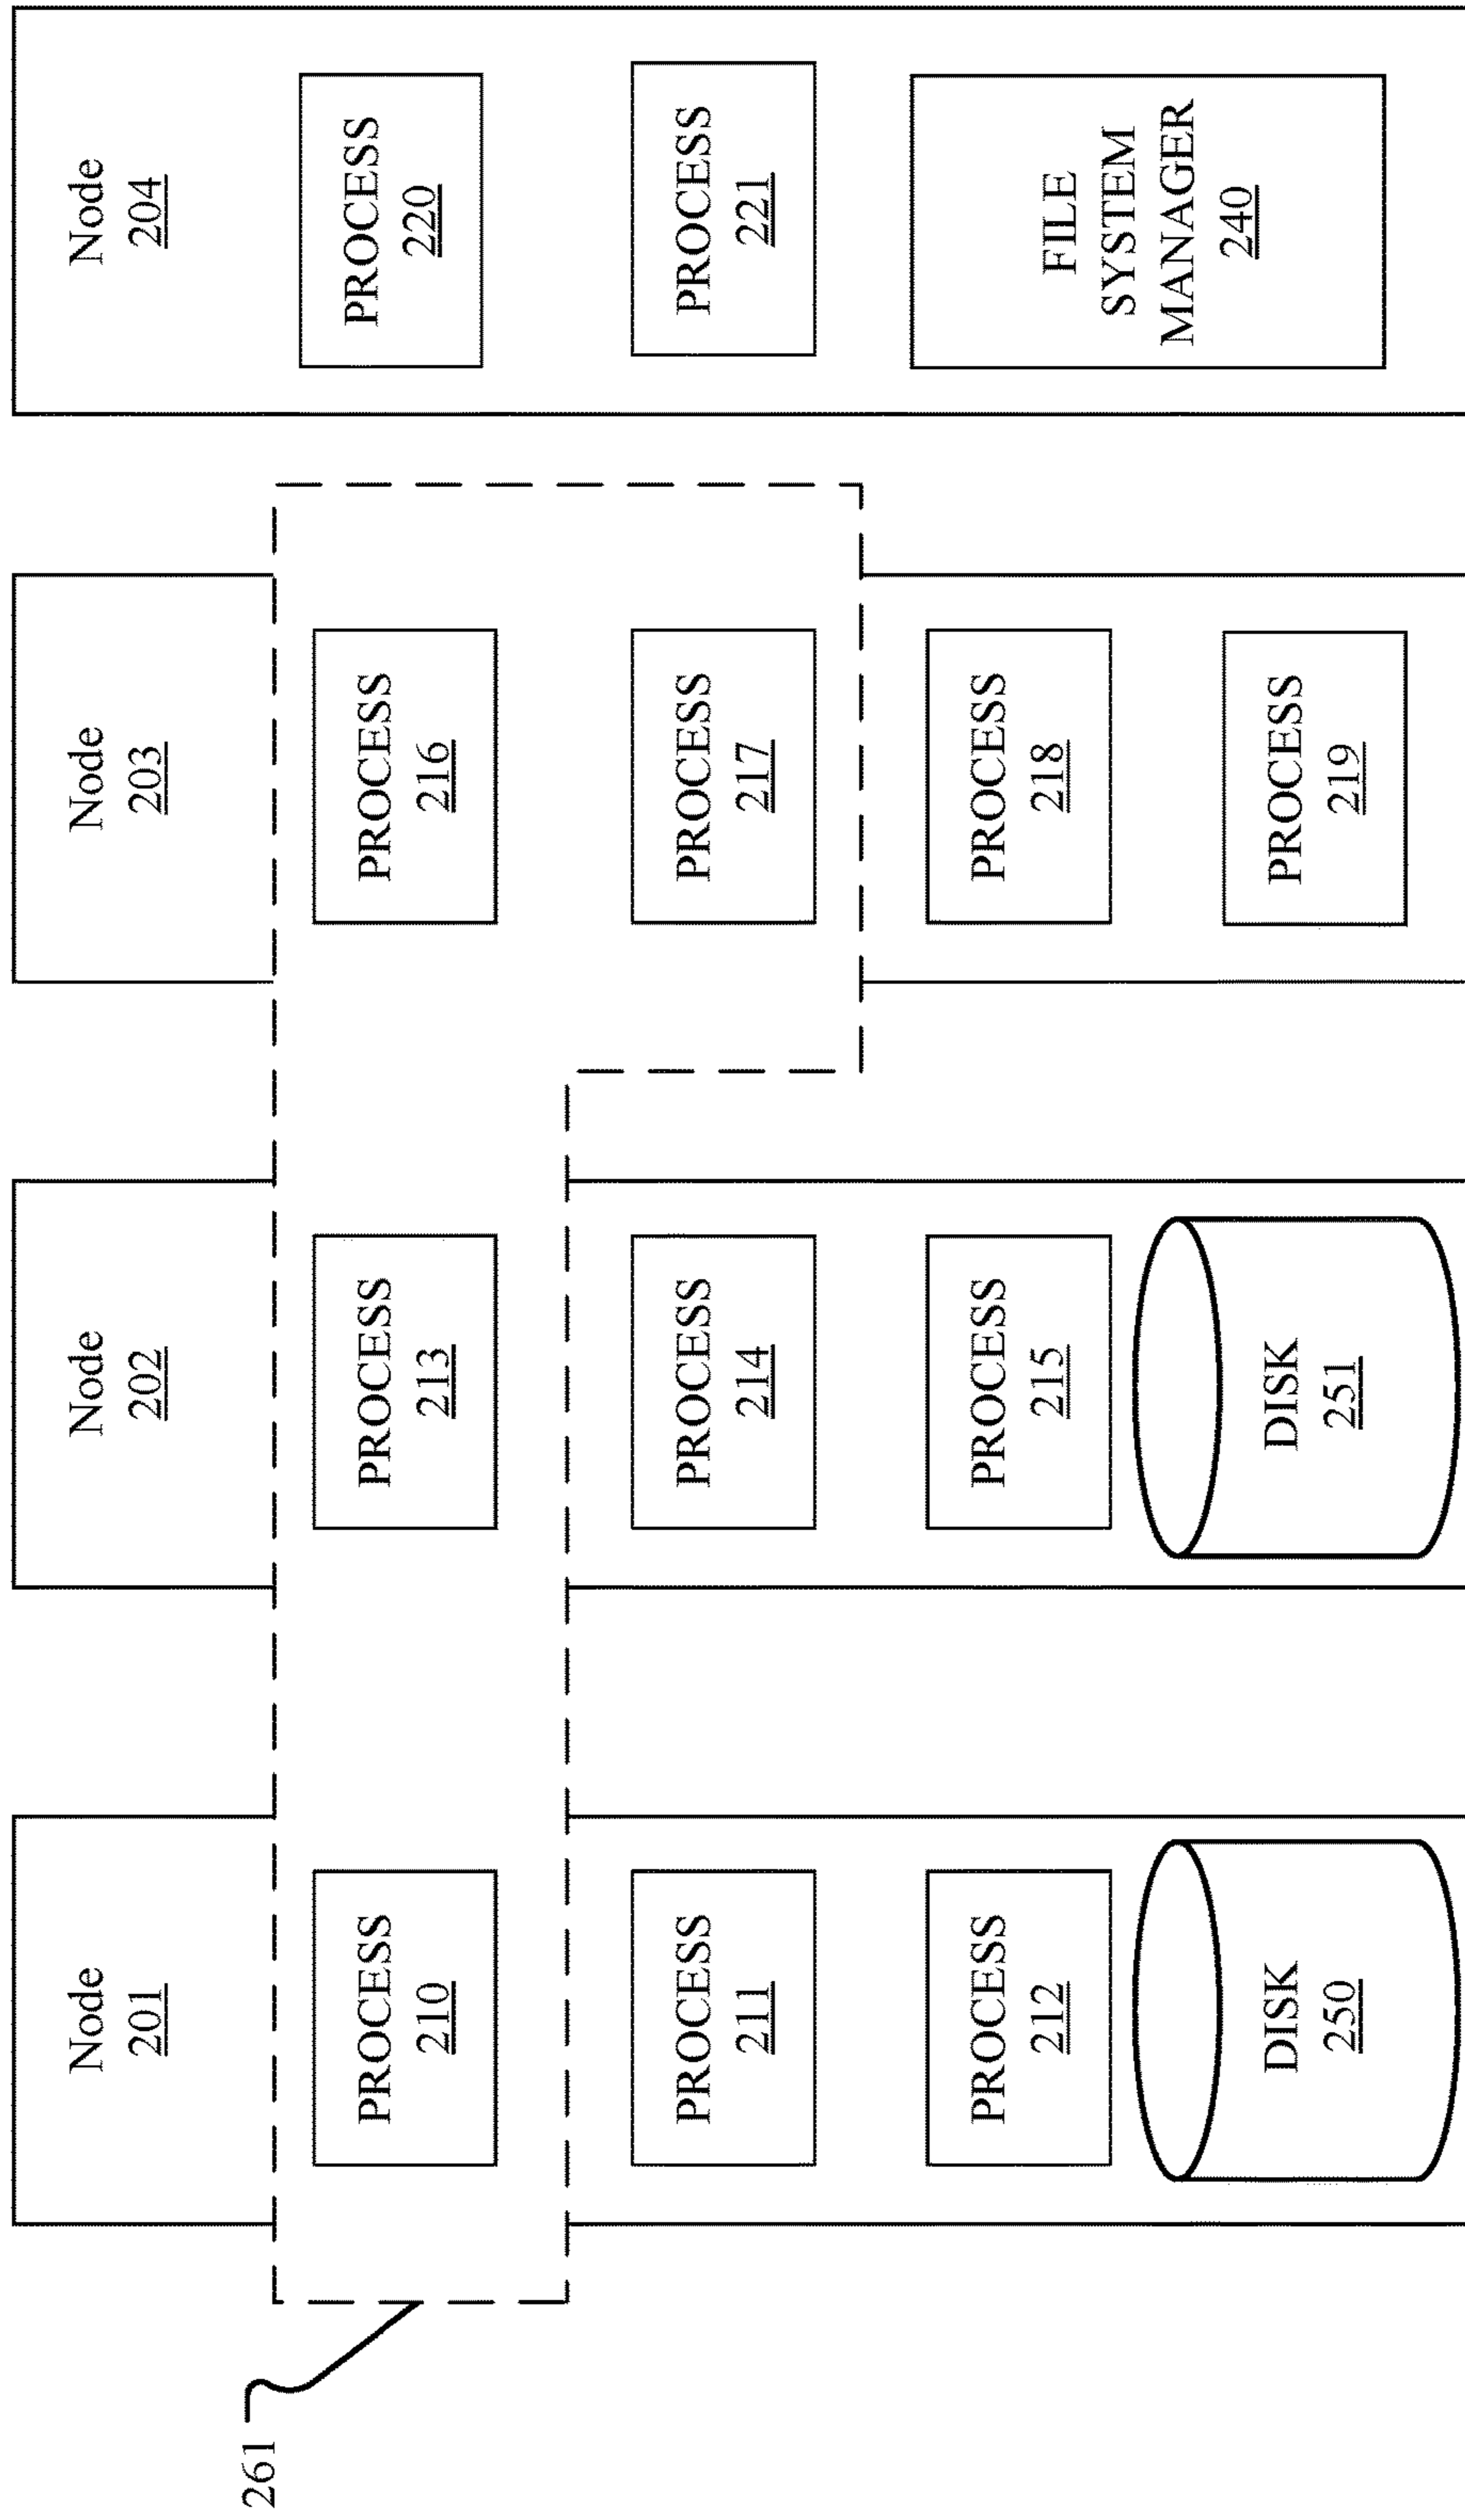 261
Node
201
PROCESS
210
PROCESS
211
PROCESS
212
DISK
250
Node
202
PROCESS
213
PROCESS
214
PROCESS
215
DISK
251
Node
203
PROCESS
216
PROCESS
217
PROCESS
218
PROCESS
219
Node
204
PROCESS
220
PROCESS
221
FILE
SYSTEM
MANAGER
240